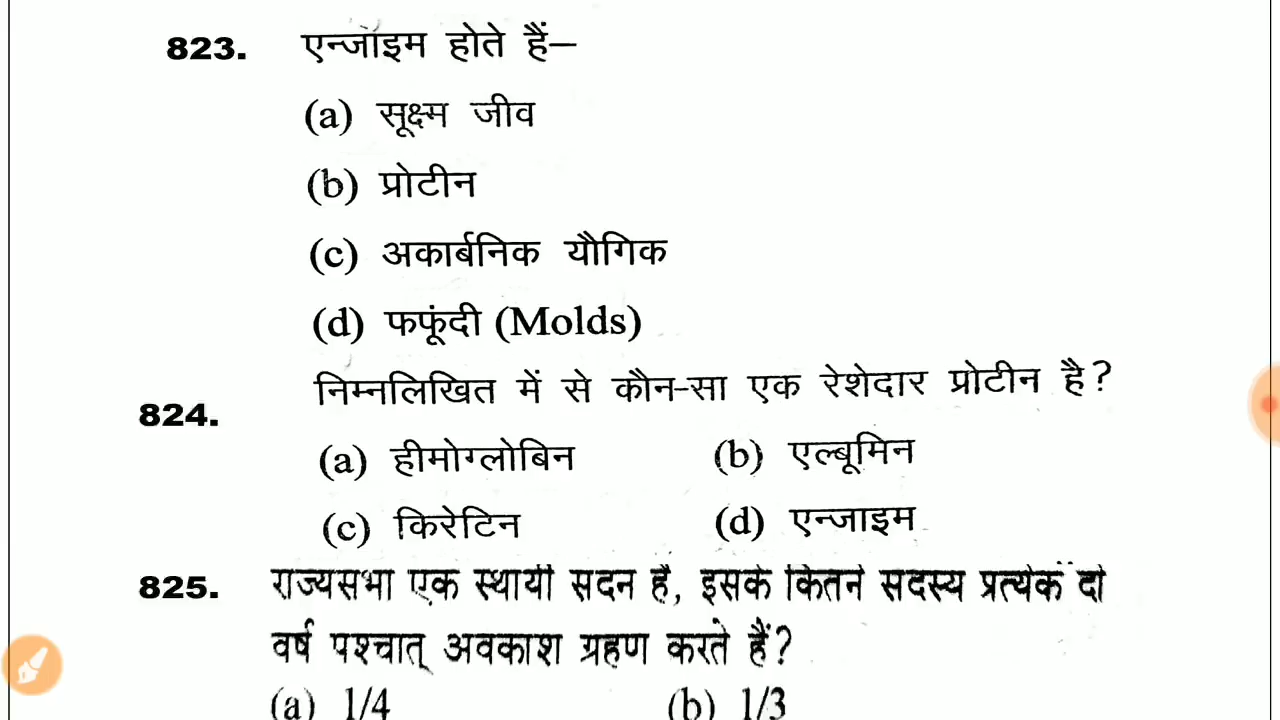 823. एन्जाइम होते हैं–
(a) सूक्ष्म जीव
(b) प्रोटीन
(c) अकार्बनिक यौगिक
(d) फफूंदी (Molds)
824. निम्नलिखित में से कौन-सा एक रेशेदार प्रोटीन है?
(a) हीमोग्लोबिन (b) एल्बूमिन
(c) किरेटिन (d) एन्जाइम
825. राज्यसभा एक स्थायी सदन है, इसके कितने सदस्य प्रत्येक दो
वर्ष पश्चात् अवकाश ग्रहण करते हैं?
(a) 1/4 (b) 1/3